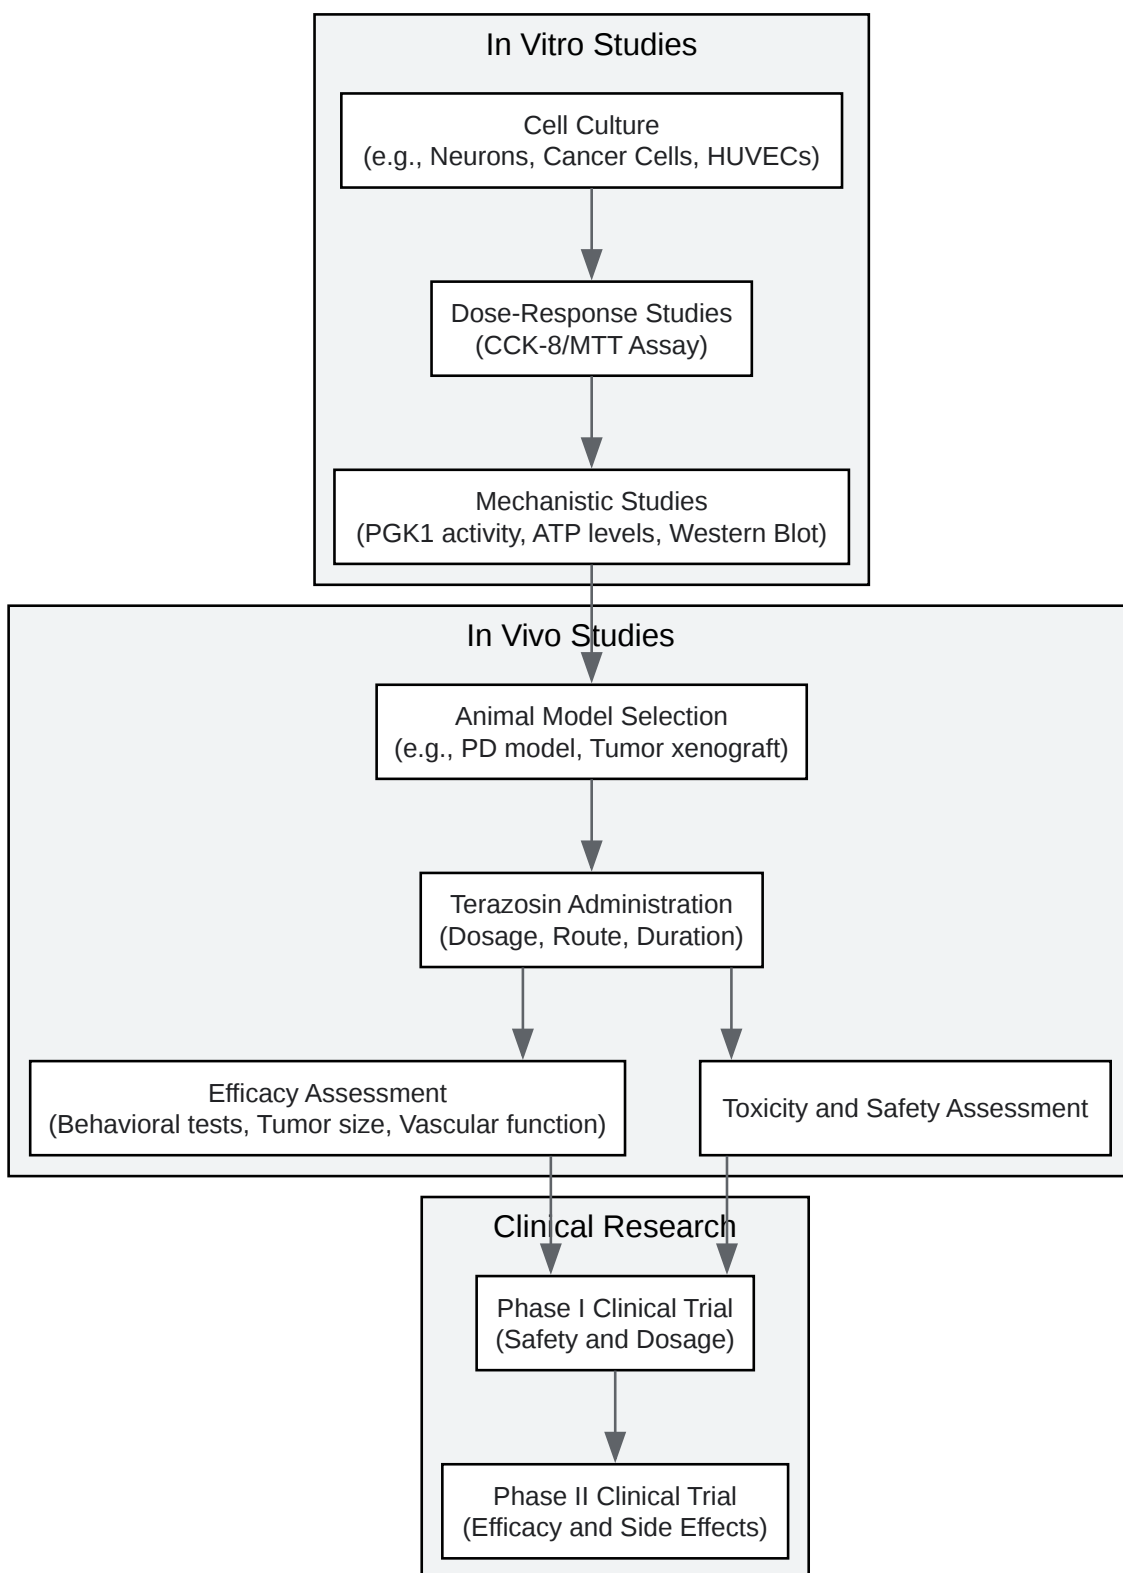 In Vitro Studies
Cell Culture
(e.g., Neurons, Cancer Cells, HUVECs)
Dose-Response Studies
(CCK-8/MTT Assay)
Mechanistic Studies
(PGK1 activity, ATP levels, Western Blot)
In Vivo Studies
Animal Model Selection
(e.g., PD model, Tumor xenograft)
Terazosin Administration
(Dosage, Route, Duration)
Efficacy Assessment
(Behavioral tests, Tumor size, Vascular function)
Toxicity and Safety Assessment
Clinical Research
Phase I Clinical Trial
(Safety and Dosage)
Phase II Clinical Trial
(Efficacy and Side Effects)